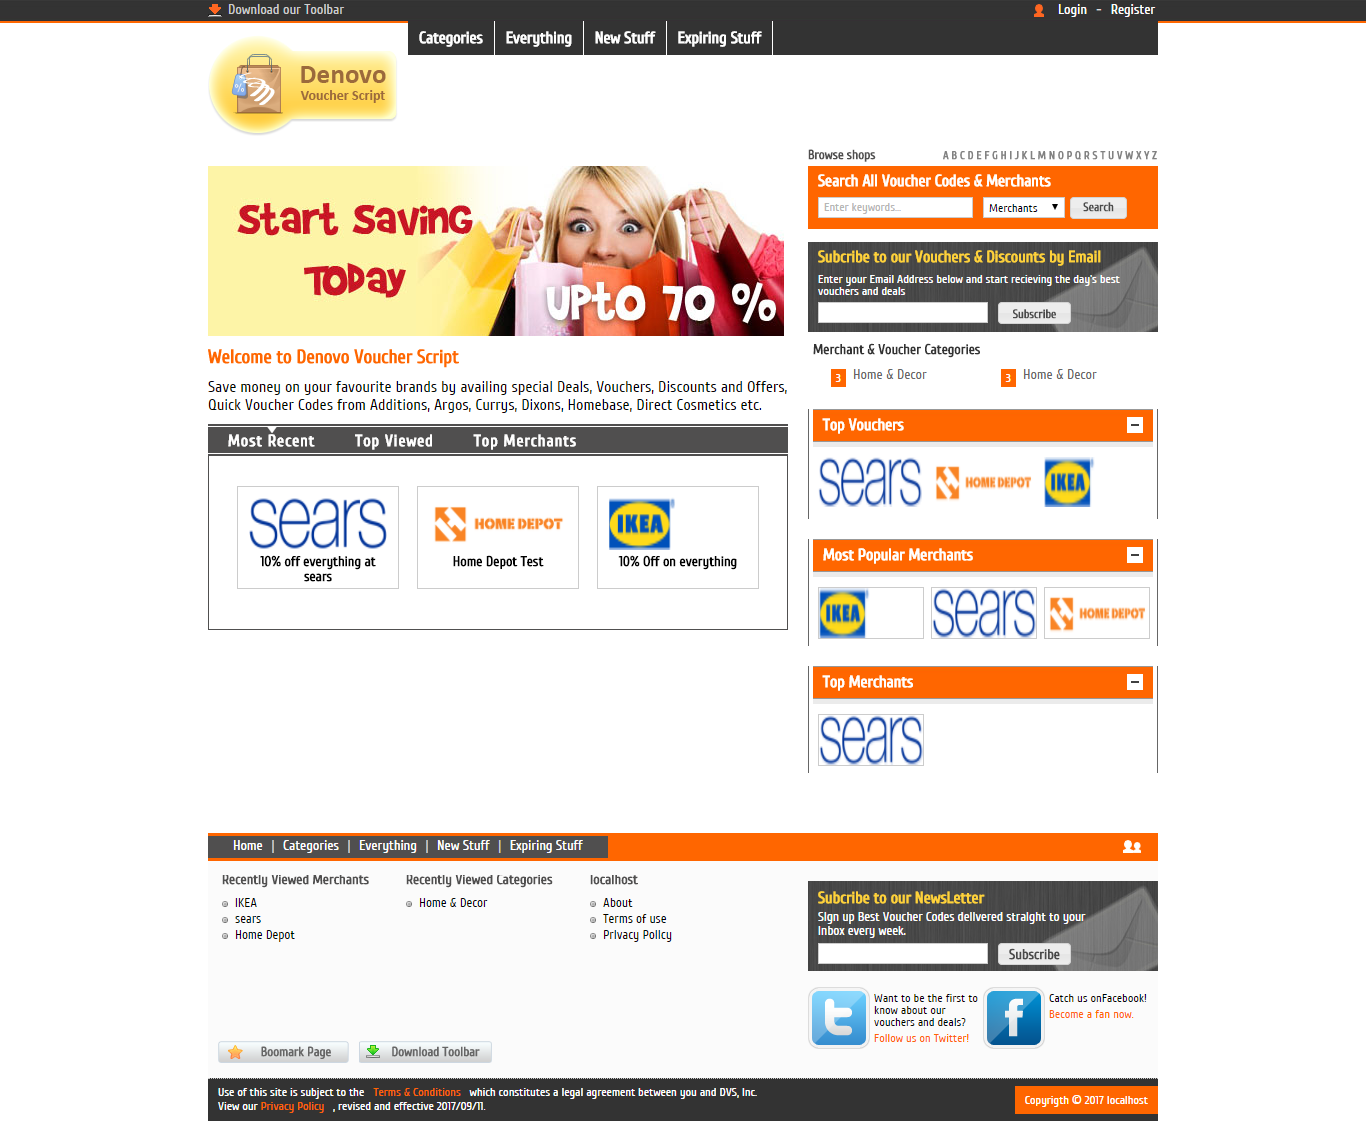 Download our Toolbar
Login - Register
Categories Everything New Stuff Expiring Stuff
Denovo
Voucher Script
Browse shops A B C D E F G H I J K L M N O P Q R S T U V W X Y Z
Start Saving
Today
upto 70 %
Search All Voucher Codes & Merchants
Enter keywords... Merchants Search
Subcribe to our Vouchers & Discounts by Email
Enter your Email Address below and start recieving the day's best
vouchers and deals
Subscribe
Merchant & Voucher Categories
3 Home & Decor 3 Home & Decor
Welcome to Denovo Voucher Script
Save money on your favourite brands by availing special Deals, Vouchers, Discounts and Offers,
Quick Voucher Codes from Additions, Argos, Currys, Dixons, Homebase, Direct Cosmetics etc.
Most Recent Top Viewed Top Merchants
sears HOME DEPOT IKEA
10% off everything at
sears
Home Depot Test
10% Off on everything
Top Vouchers
sears HOME DEPOT IKEA
Most Popular Merchants
IKEA sears HOME DEPOT
Top Merchants
sears
Home | Categories | Everything | New Stuff | Expiring Stuff
Recently Viewed Merchants
IKEA
sears
Home Depot
Recently Viewed Categories
Home & Decor
localhost
About
Terms of use
Privacy Policy
Subcribe to our NewsLetter
Sign up Best Voucher Codes delivered straight to your
Inbox every week.
Subscribe
Want to be the first to
know about our
vouchers and deals?
Follow us on Twitter!
Catch us onFacebook!
Become a fan now.
Boomark Page Download Toolbar
Use of this site is subject to the Terms & Conditions which constitutes a legal agreement between you and DVS, Inc.
View our Privacy Policy , revised and effective 2017/09/11.
Copyrigth © 2017 localhost